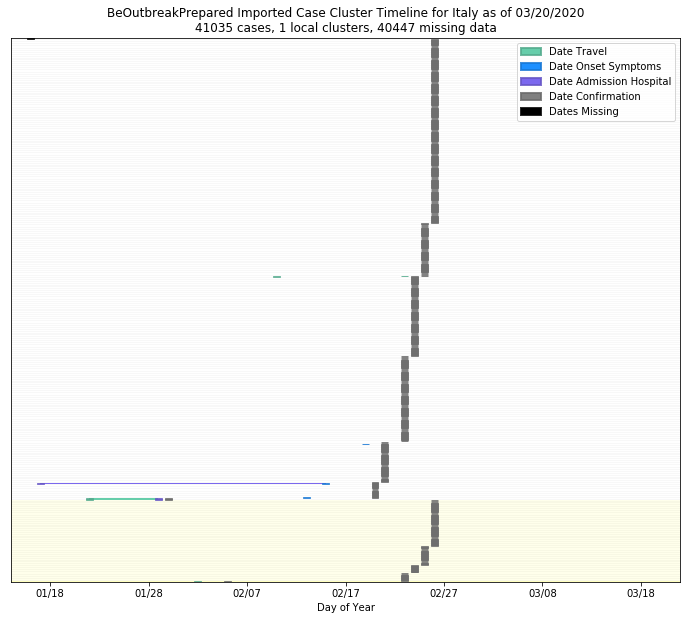 BeOutbreakPrepared Imported Case Cluster Timeline for Italy as of 03/20/2020
41035 cases, 1 local clusters, 40447 missing data
Date Travel
Date Onset Symptoms
Date Admission Hospital
Date Confirmation
Dates Missing
01/18 01/28 02/07 02/17 02/27 03/08 03/18
Day of Year